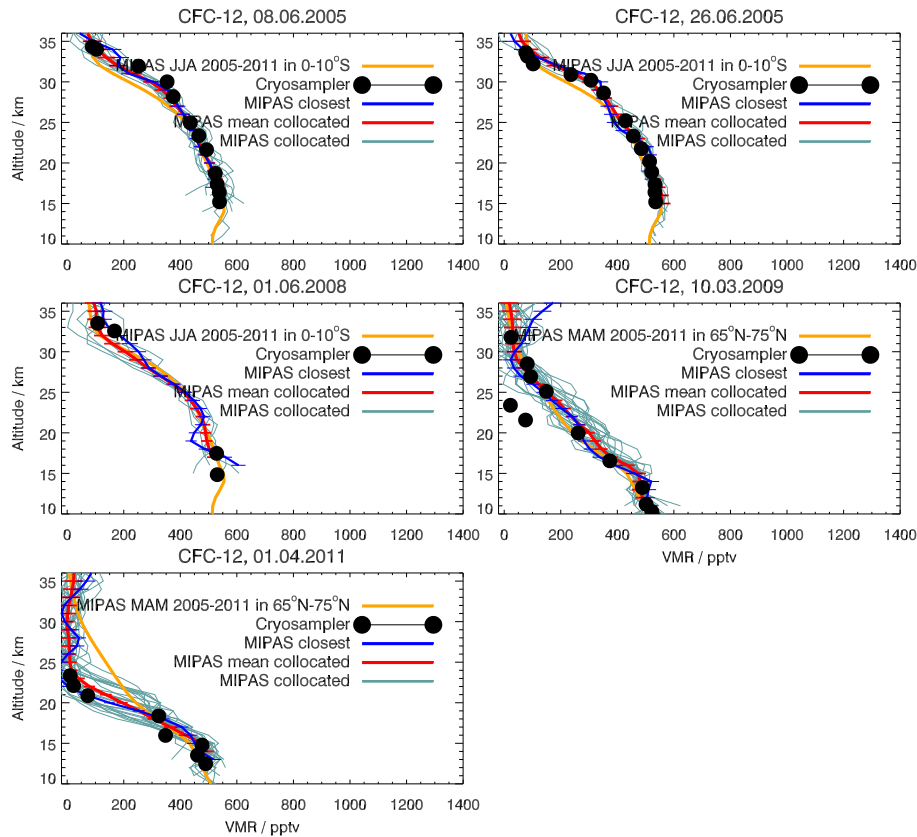 CFC-12, 08.06.2005
CFC-12, 26.06.2005
35
30
25
20
15
10
Altitude / km
MIPAS JJA 2005-2011 in 0-10°S
Cryosampler
MIPAS closest
MIPAS mean collocated
MIPAS collocated
0 200 400 600 800 1000 1200 1400
35
30
25
20
15
10
MIPAS JJA 2005-2011 in 0-10°S
Cryosampler
MIPAS closest
MIPAS mean collocated
MIPAS collocated
0 200 400 600 800 1000 1200 1400
CFC-12, 01.06.2008
CFC-12, 10.03.2009
35
30
25
20
15
10
Altitude / km
MIPAS JJA 2005-2011 in 0-10°S
Cryosampler
MIPAS closest
MIPAS mean collocated
MIPAS collocated
0 200 400 600 800 1000 1200 1400
35
30
25
20
15
10
MIPAS MAM 2005-2011 in 65°N-75°N
Cryosampler
MIPAS closest
MIPAS mean collocated
MIPAS collocated
0 200 400 600 800 1000 1200 1400
VMR / pptv
CFC-12, 01.04.2011
35
30
25
20
15
10
Altitude / km
MIPAS MAM 2005-2011 in 65°N-75°N
Cryosampler
MIPAS closest
MIPAS mean collocated
MIPAS collocated
0 200 400 600 800 1000 1200 1400
VMR / pptv